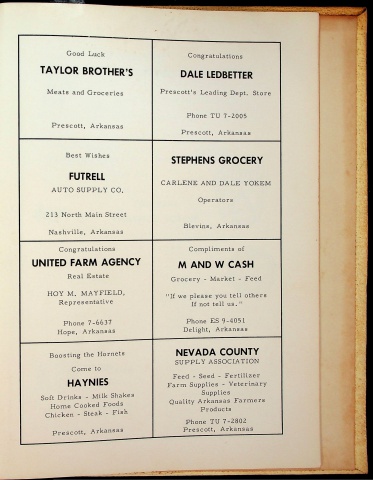 Good Luck
TAYLOR BROTHER'S
Meats and Groceries
Prescott, Arkansas
Congratulations
DALE LEDBETTER
Prescott's Leading Dept. Store
Phone TU 7-2005
Prescott, Arkansas
Best Wishes
FUTRELL
AUTO SUPPLY CO.
213 North Main Street
Nashville, Arkansas
STEPHENS GROCERY
CARLENE AND DALE YOKEM
Operators
Blevins, Arkansas
Congratulations
UNITED FARM AGENCY
Real Estate
HOY M. MAYFIELD,
Representative
Phone 7-6637
Hope, Arkansas
Compliments of
M AND W CASH
Grocery - Market - Feed
"If we please you tell others
If not tell us."
Phone ES 9-4051
Delight, Arkansas
Boosting the Hornets
Come to
HAYNIES
Soft Drinks - Milk Shakes
Home Cooked Foods
Chicken - Steak - Fish
Prescott, Arkansas
NEVADA COUNTY
SUPPLY ASSOCIATION
Feed - Seed - Fertilizer
Farm Supplies - Veterinary
Supplies
Quality Arkansas Farmers
Products
Phone TU 7-2802
Prescott, Arkansas